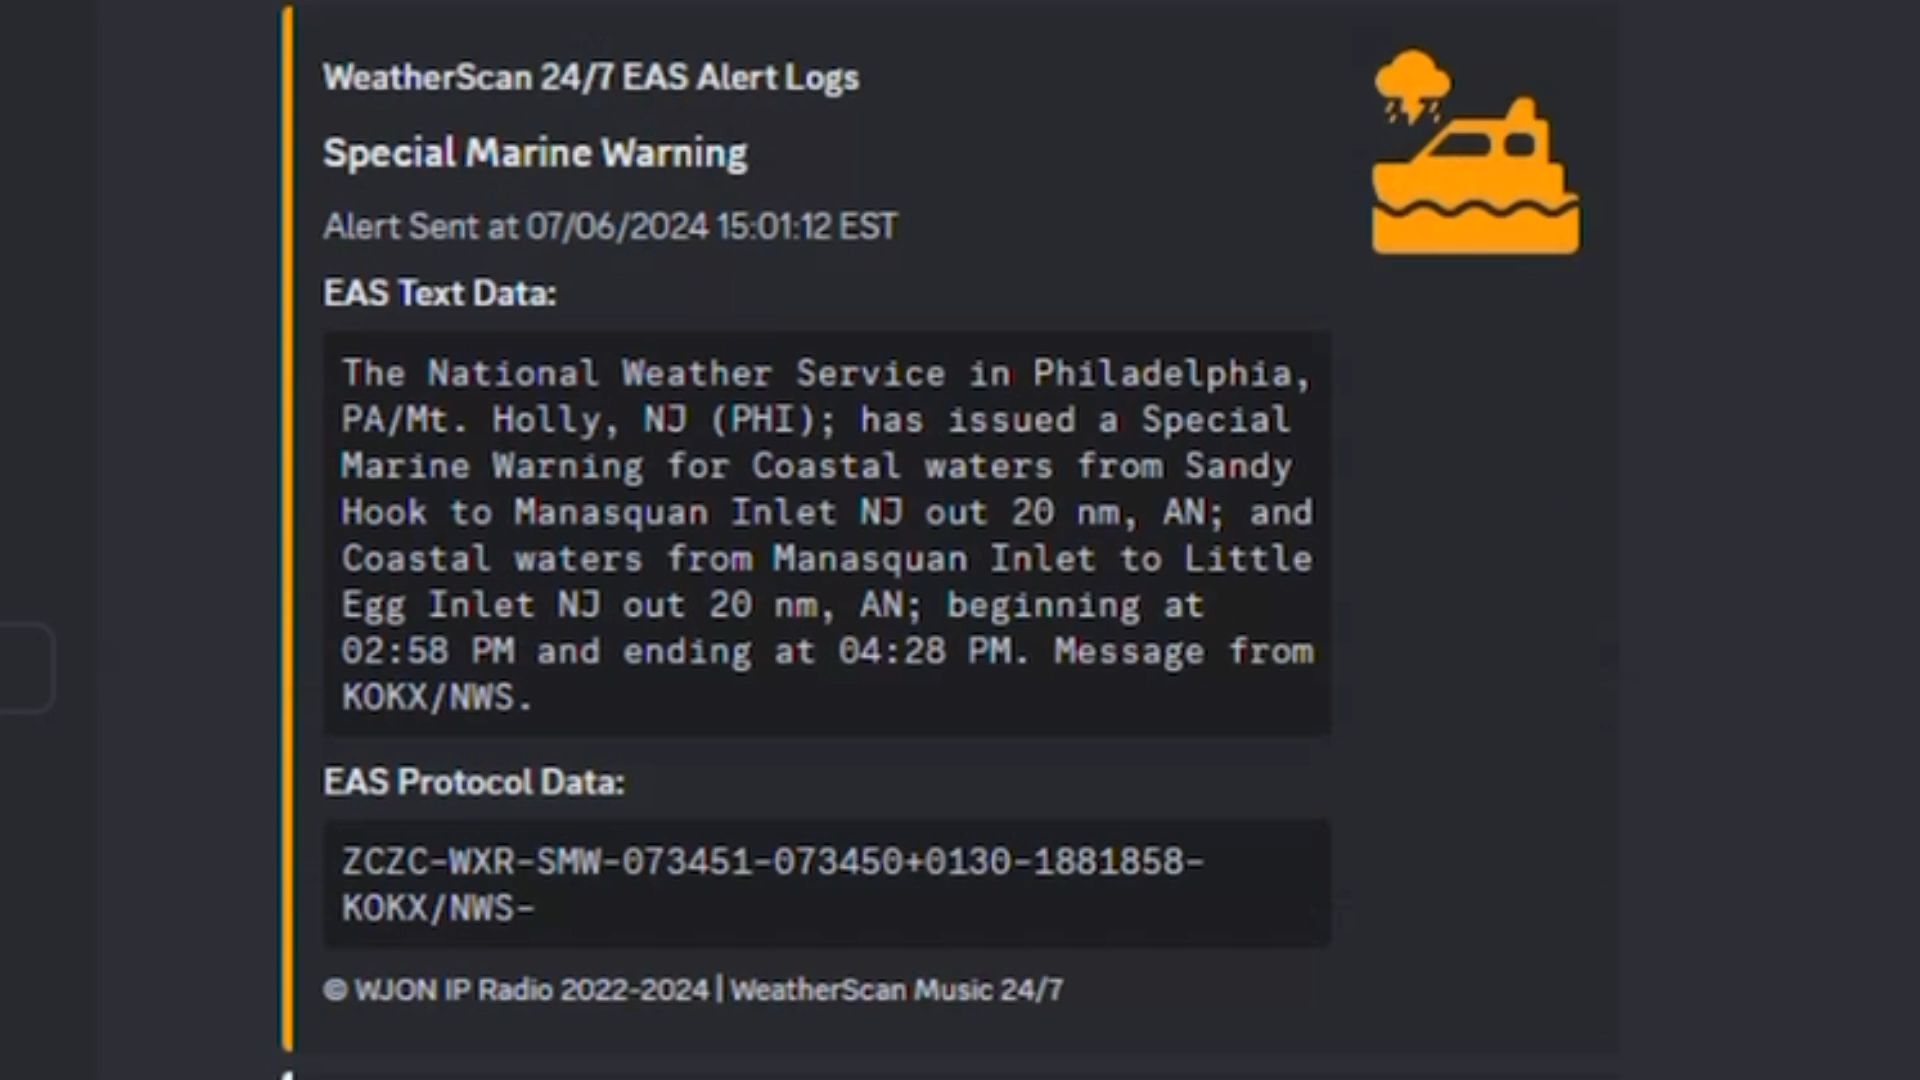 WeatherScan 24/7 EAS Alert Logs
Special Marine Warning
Alert Sent at 07/06/2024 15:01:12 EST
EAS Text Data:
The National Weather Service in Philadelphia,
PA/Mt. Holly, NJ (PHI); has issued a Special
Marine Warning for Coastal waters from Sandy
Hook to Manasquan Inlet NJ out 20 nm, AN; and
Coastal waters from Manasquan Inlet to Little
Egg Inlet NJ out 20 nm, AN; beginning at
02:58 PM and ending at 04:28 PM. Message from
KOKX/NWS.
EAS Protocol Data:
ZCZC-WXR-SMW-073451-073450+0130-1881858-
KOKX/NWS-
© WJON IP Radio 2022-2024 | WeatherScan Music 24/7